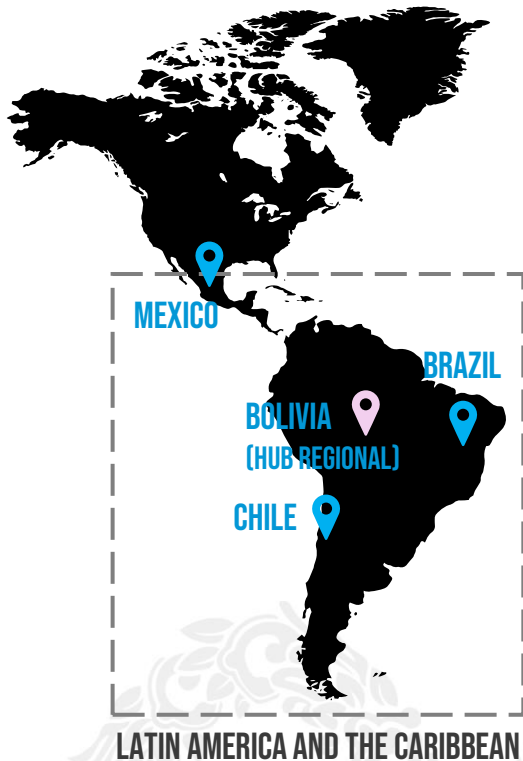 MEXICO
BRAZIL
BOLIVIA
(HUB REGIONAL)
CHILE
LATIN AMERICA AND THE CARIBBEAN